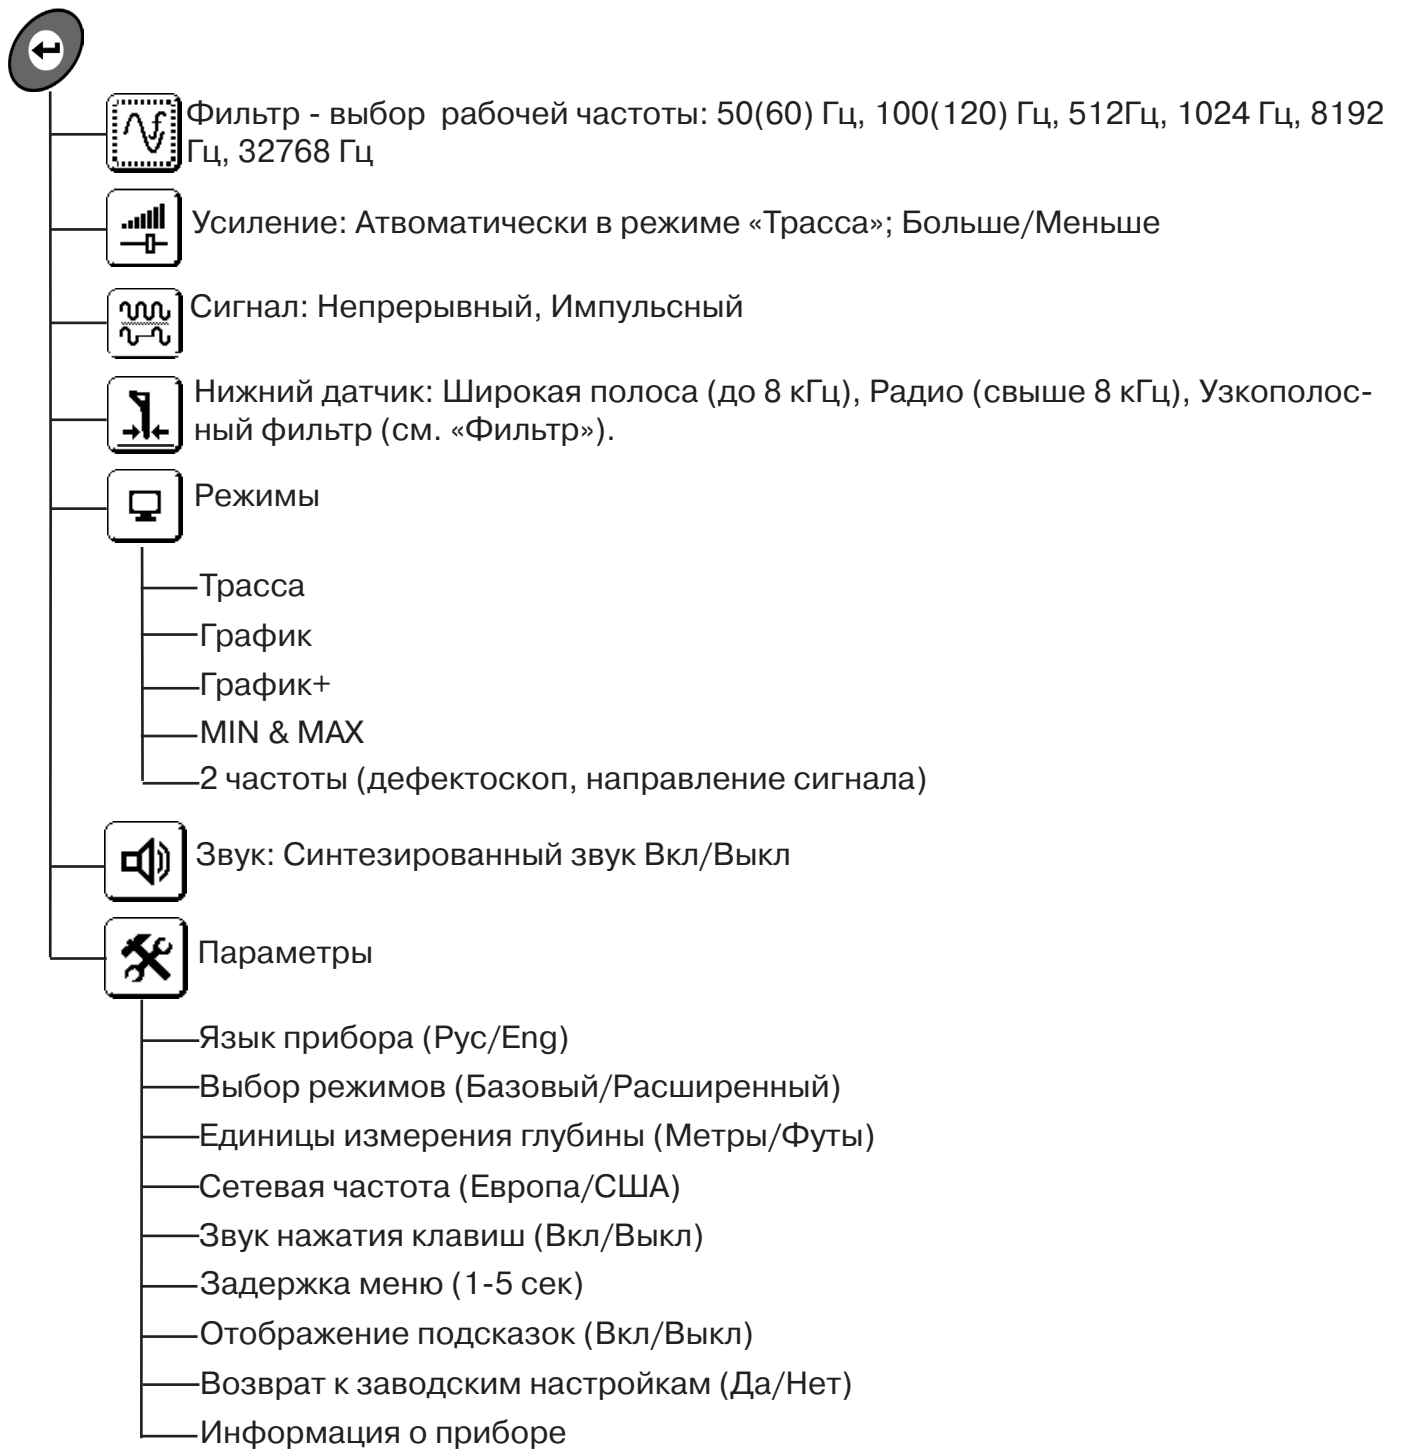 Фильтр - выбор рабочей частоты: 50(60) Гц, 100(120) Гц, 512Гц, 1024 Гц, 8192
Гц, 32768 Гц
Усиление: Атвоматически в режиме «Трасса»; Больше/Меньше
Сигнал: Непрерывный, Импульсный
Нижний датчик: Широкая полоса (до 8 кГц), Радио (свыше 8 кГц), Узкополос-
ный фильтр (см. «Фильтр»).
Режимы
Трасса
График
График+
MIN & MAX
2 частоты (дефектоскоп, направление сигнала)
Звук: Синтезированный звук Вкл/Выкл
Параметры
Язык прибора (Рус/Eng)
Выбор режимов (Базовый/Расширенный)
Единицы измерения глубины (Метры/Футы)
Сетевая частота (Европа/США)
Звук нажатия клавиш (Вкл/Выкл)
Задержка меню (1-5 сек)
Отображение подсказок (Вкл/Выкл)
Возврат к заводским настройкам (Да/Нет)
Информация о приборе